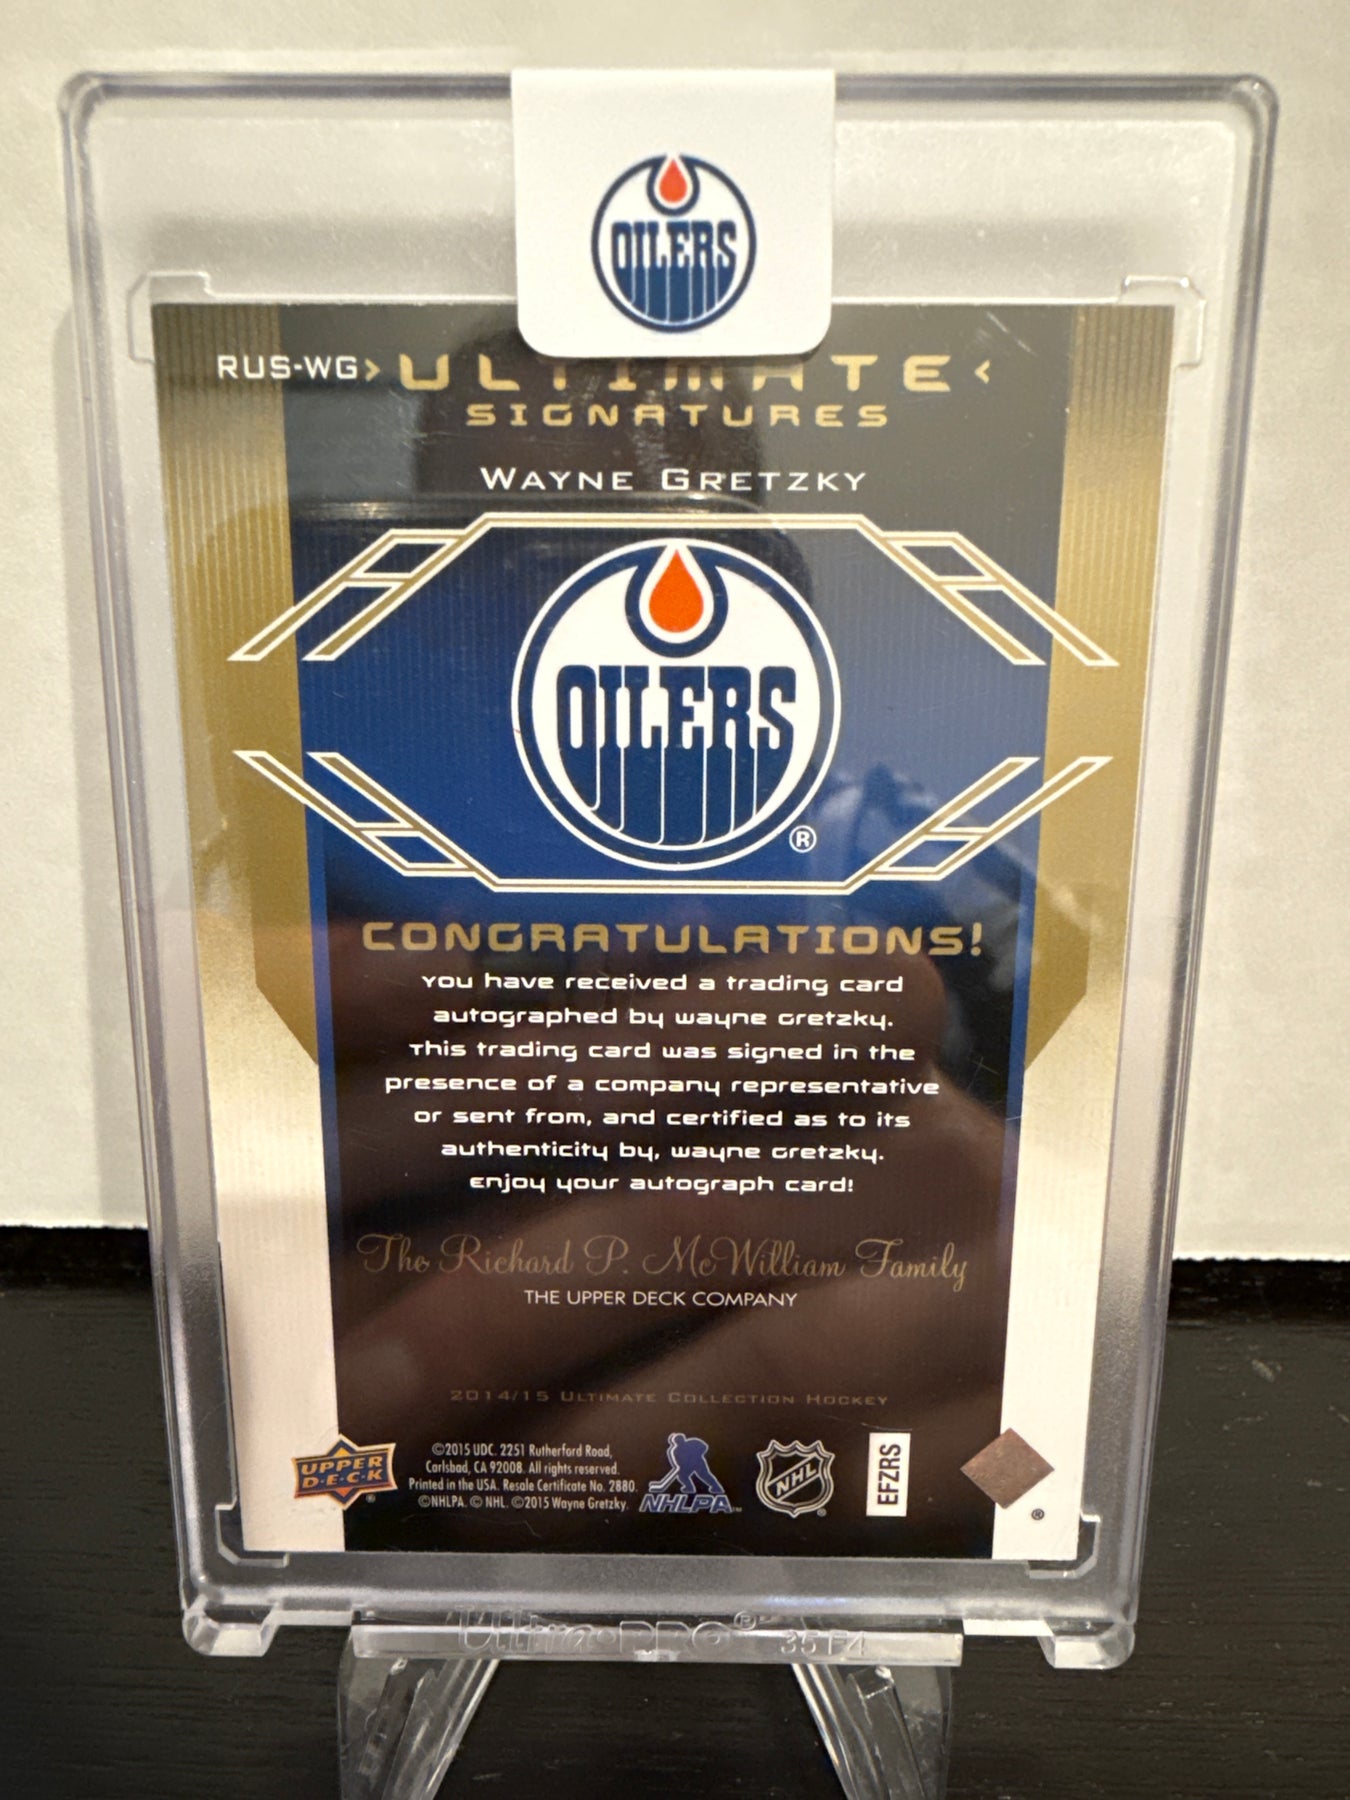 OILERS
RUS-WG> ULTIMATE <
SIGNATURES
WAYNE GRETZKY
OILERS
®
CONGRATULATIONS!
You have received a trading card
autographed by Wayne Gretzky.
This trading card was signed in the
presence of a company representative
or sent from, and certified as to its
authenticity by, Wayne Gretzky.
Enjoy your autograph card!
The Richard P. McWilliam Family
THE UPPER DECK COMPANY
2014/15 ULTIMATE COLLECTION HOCKEY
UPPER
D·E·C·K
®
©2015 UDC. 2251 Rutherford Road,
Carlsbad, CA 92008. All rights reserved.
Printed in the USA. Resale Certificate No. 2880.
©NHLPA. © NHL. ©2015 Wayne Gretzky.
NHLPA™
NHL
®
EFZRS
®
Ultra·PRO® 35 F4